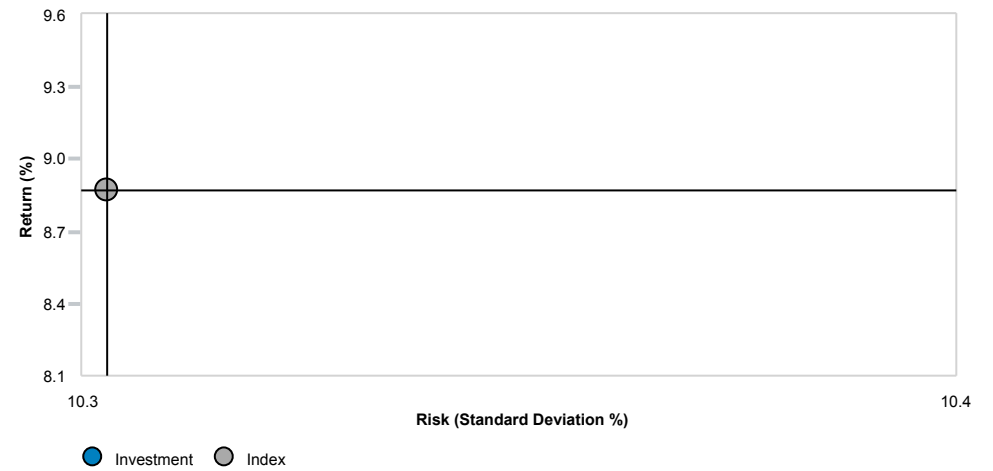 9.6
9.3
9.0
8.7
8.4
8.1
Return (%)
10.3
10.4
Risk (Standard Deviation %)
Investment Index